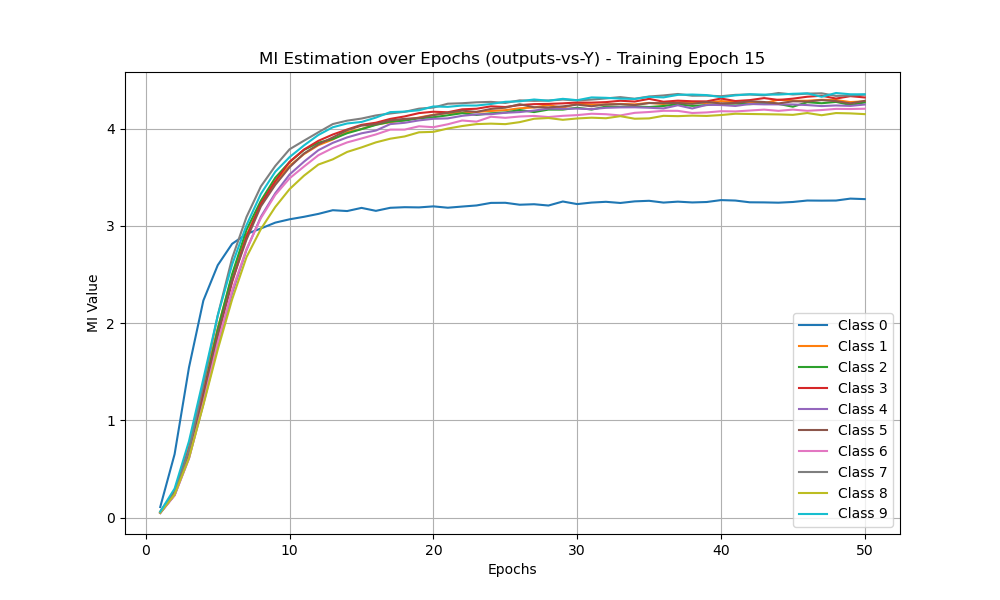 MI Estimation over Epochs (outputs-vs-Y) - Training Epoch 15
MI Value
4
3
2
1
0
0 10 20 30 40 50
Epochs
Class 0
Class 1
Class 2
Class 3
Class 4
Class 5
Class 6
Class 7
Class 8
Class 9